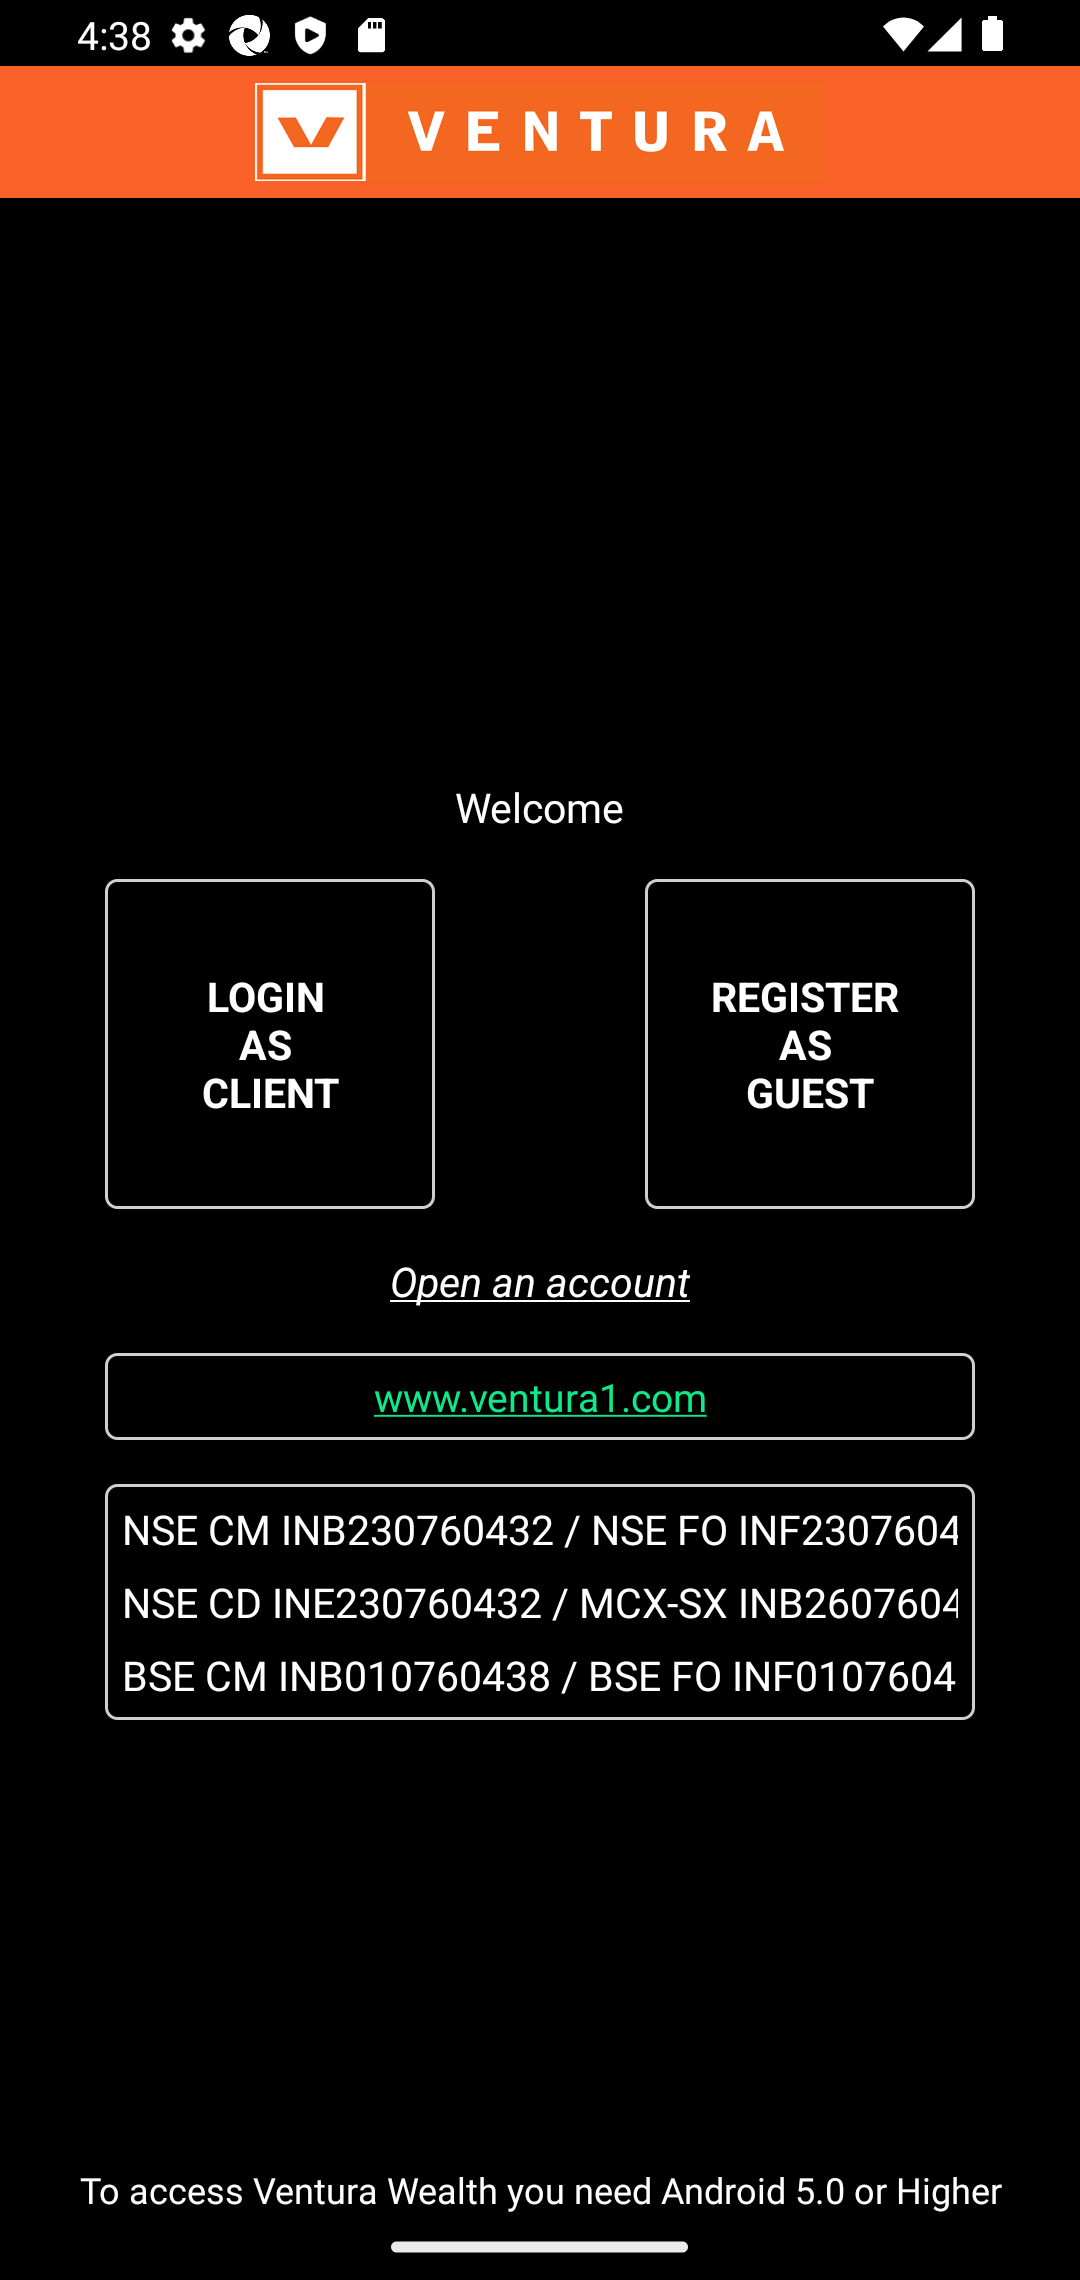 4:38
VENTURA
Welcome
LOGIN
AS
CLIENT
REGISTER
AS
GUEST
Open an account
www.ventura1.com
NSE CM INB230760432 / NSE FO INF2307604
NSE CD INE230760432 / MCX-SX INB2607604
BSE CM INB010760438 / BSE FO INF0107604
To access Ventura Wealth you need Android 5.0 or Higher